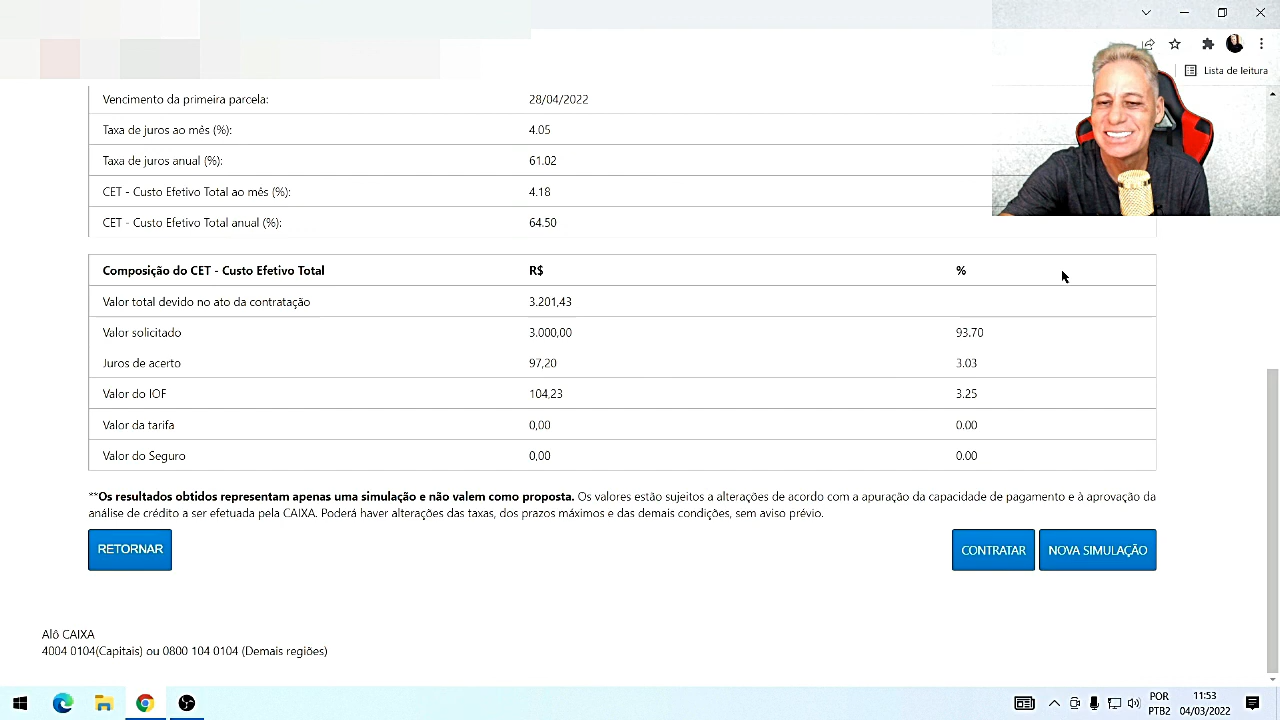 Lista de leitura
Vencimento da primeira parcela: 28/04/2022
Taxa de juros ao mês (%): 4.05
Taxa de juros anual (%): 61.02
CET - Custo Efetivo Total ao mês (%): 4.18
CET - Custo Efetivo Total anual (%): 64.50
Composição do CET - Custo Efetivo Total R$ %
Valor total devido no ato da contratação 3.201,43
Valor solicitado 3.000,00 93.70
Juros de acerto 97,20 3.03
Valor do IOF 104,23 3.25
Valor da tarifa 0,00 0.00
Valor do Seguro 0,00 0.00
**Os resultados obtidos representam apenas uma simulação e não valem como proposta. Os valores estão sujeitos a alterações de acordo com a apuração da capacidade de pagamento e à aprovação da
análise de crédito a ser efetuada pela CAIXA. Poderá haver alterações das taxas, dos prazos máximos e das demais condições, sem aviso prévio.
RETORNAR CONTRATAR NOVA SIMULAÇÃO
Alô CAIXA
4004 0104(Capitais) ou 0800 104 0104 (Demais regiões)
POR 11:53
PTB2 04/03/2022